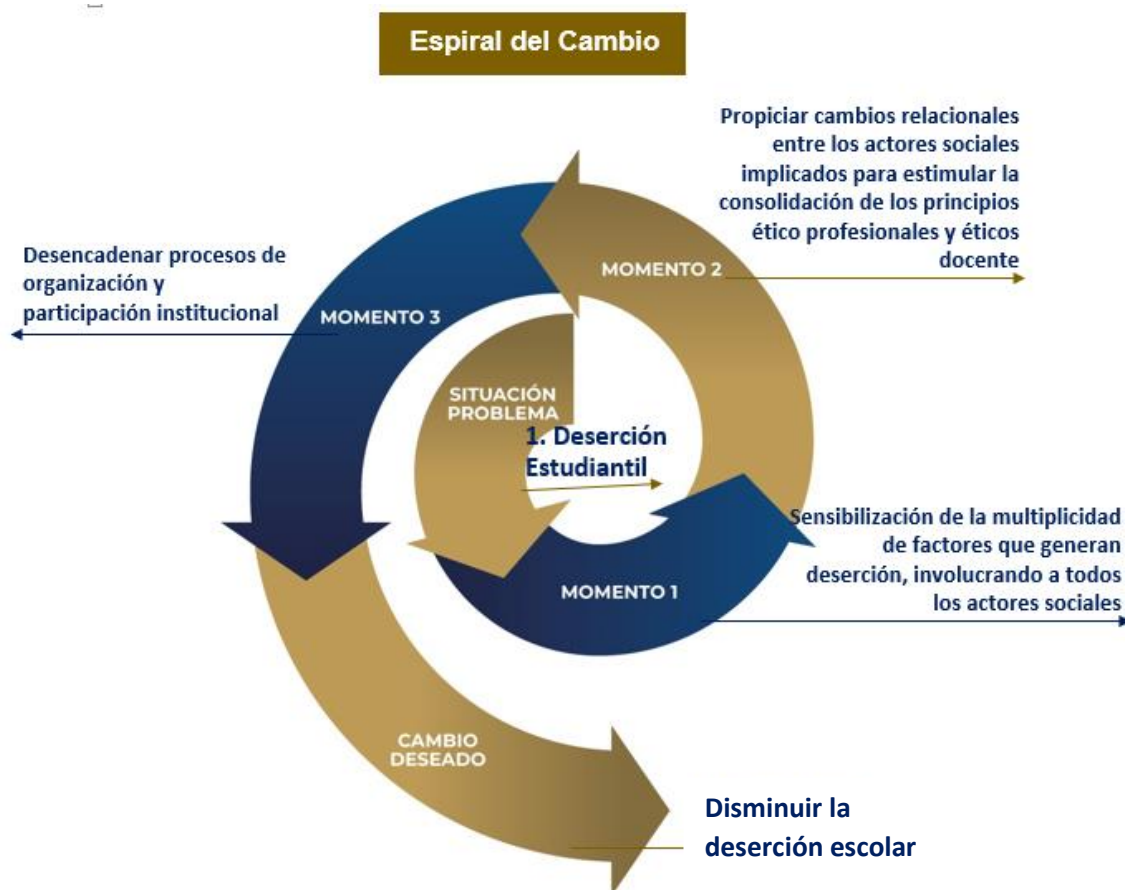 Espiral del Cambio
Propiciar cambios relacionales
entre los actores sociales
implicados para estimular la
consolidación de los principios
ético profesionales y éticos
docente
MOMENTO 2
Desencadenar procesos de
organización y
participación institucional
MOMENTO 3
SITUACIÓN
PROBLEMA
1. Deserción
Estudiantil
Sensibilización de la multiplicidad
de factores que generan
deserción, involucrando a todos
los actores sociales
MOMENTO 1
CAMBIO
DESEADO
Disminuir la
deserción escolar